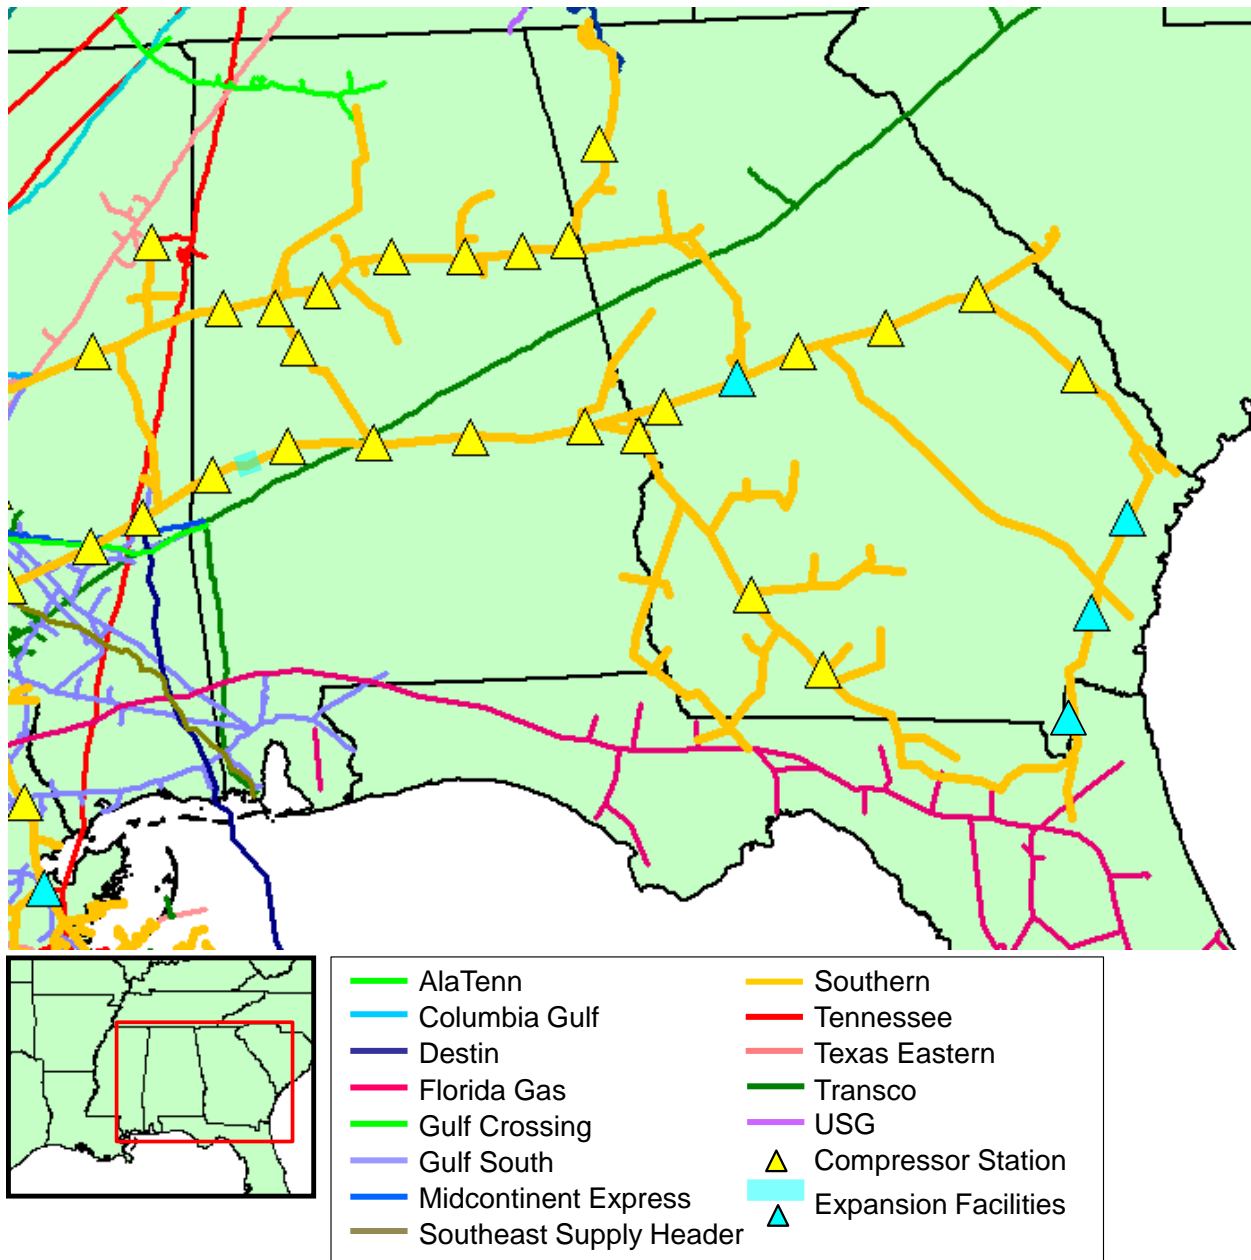 AlaTenn
Columbia Gulf
Destin
Florida Gas
Gulf Crossing
Gulf South
Midcontinent Express
Southeast Supply Header
Southern
Tennessee
Texas Eastern
Transco
USG
Compressor Station
Expansion Facilities